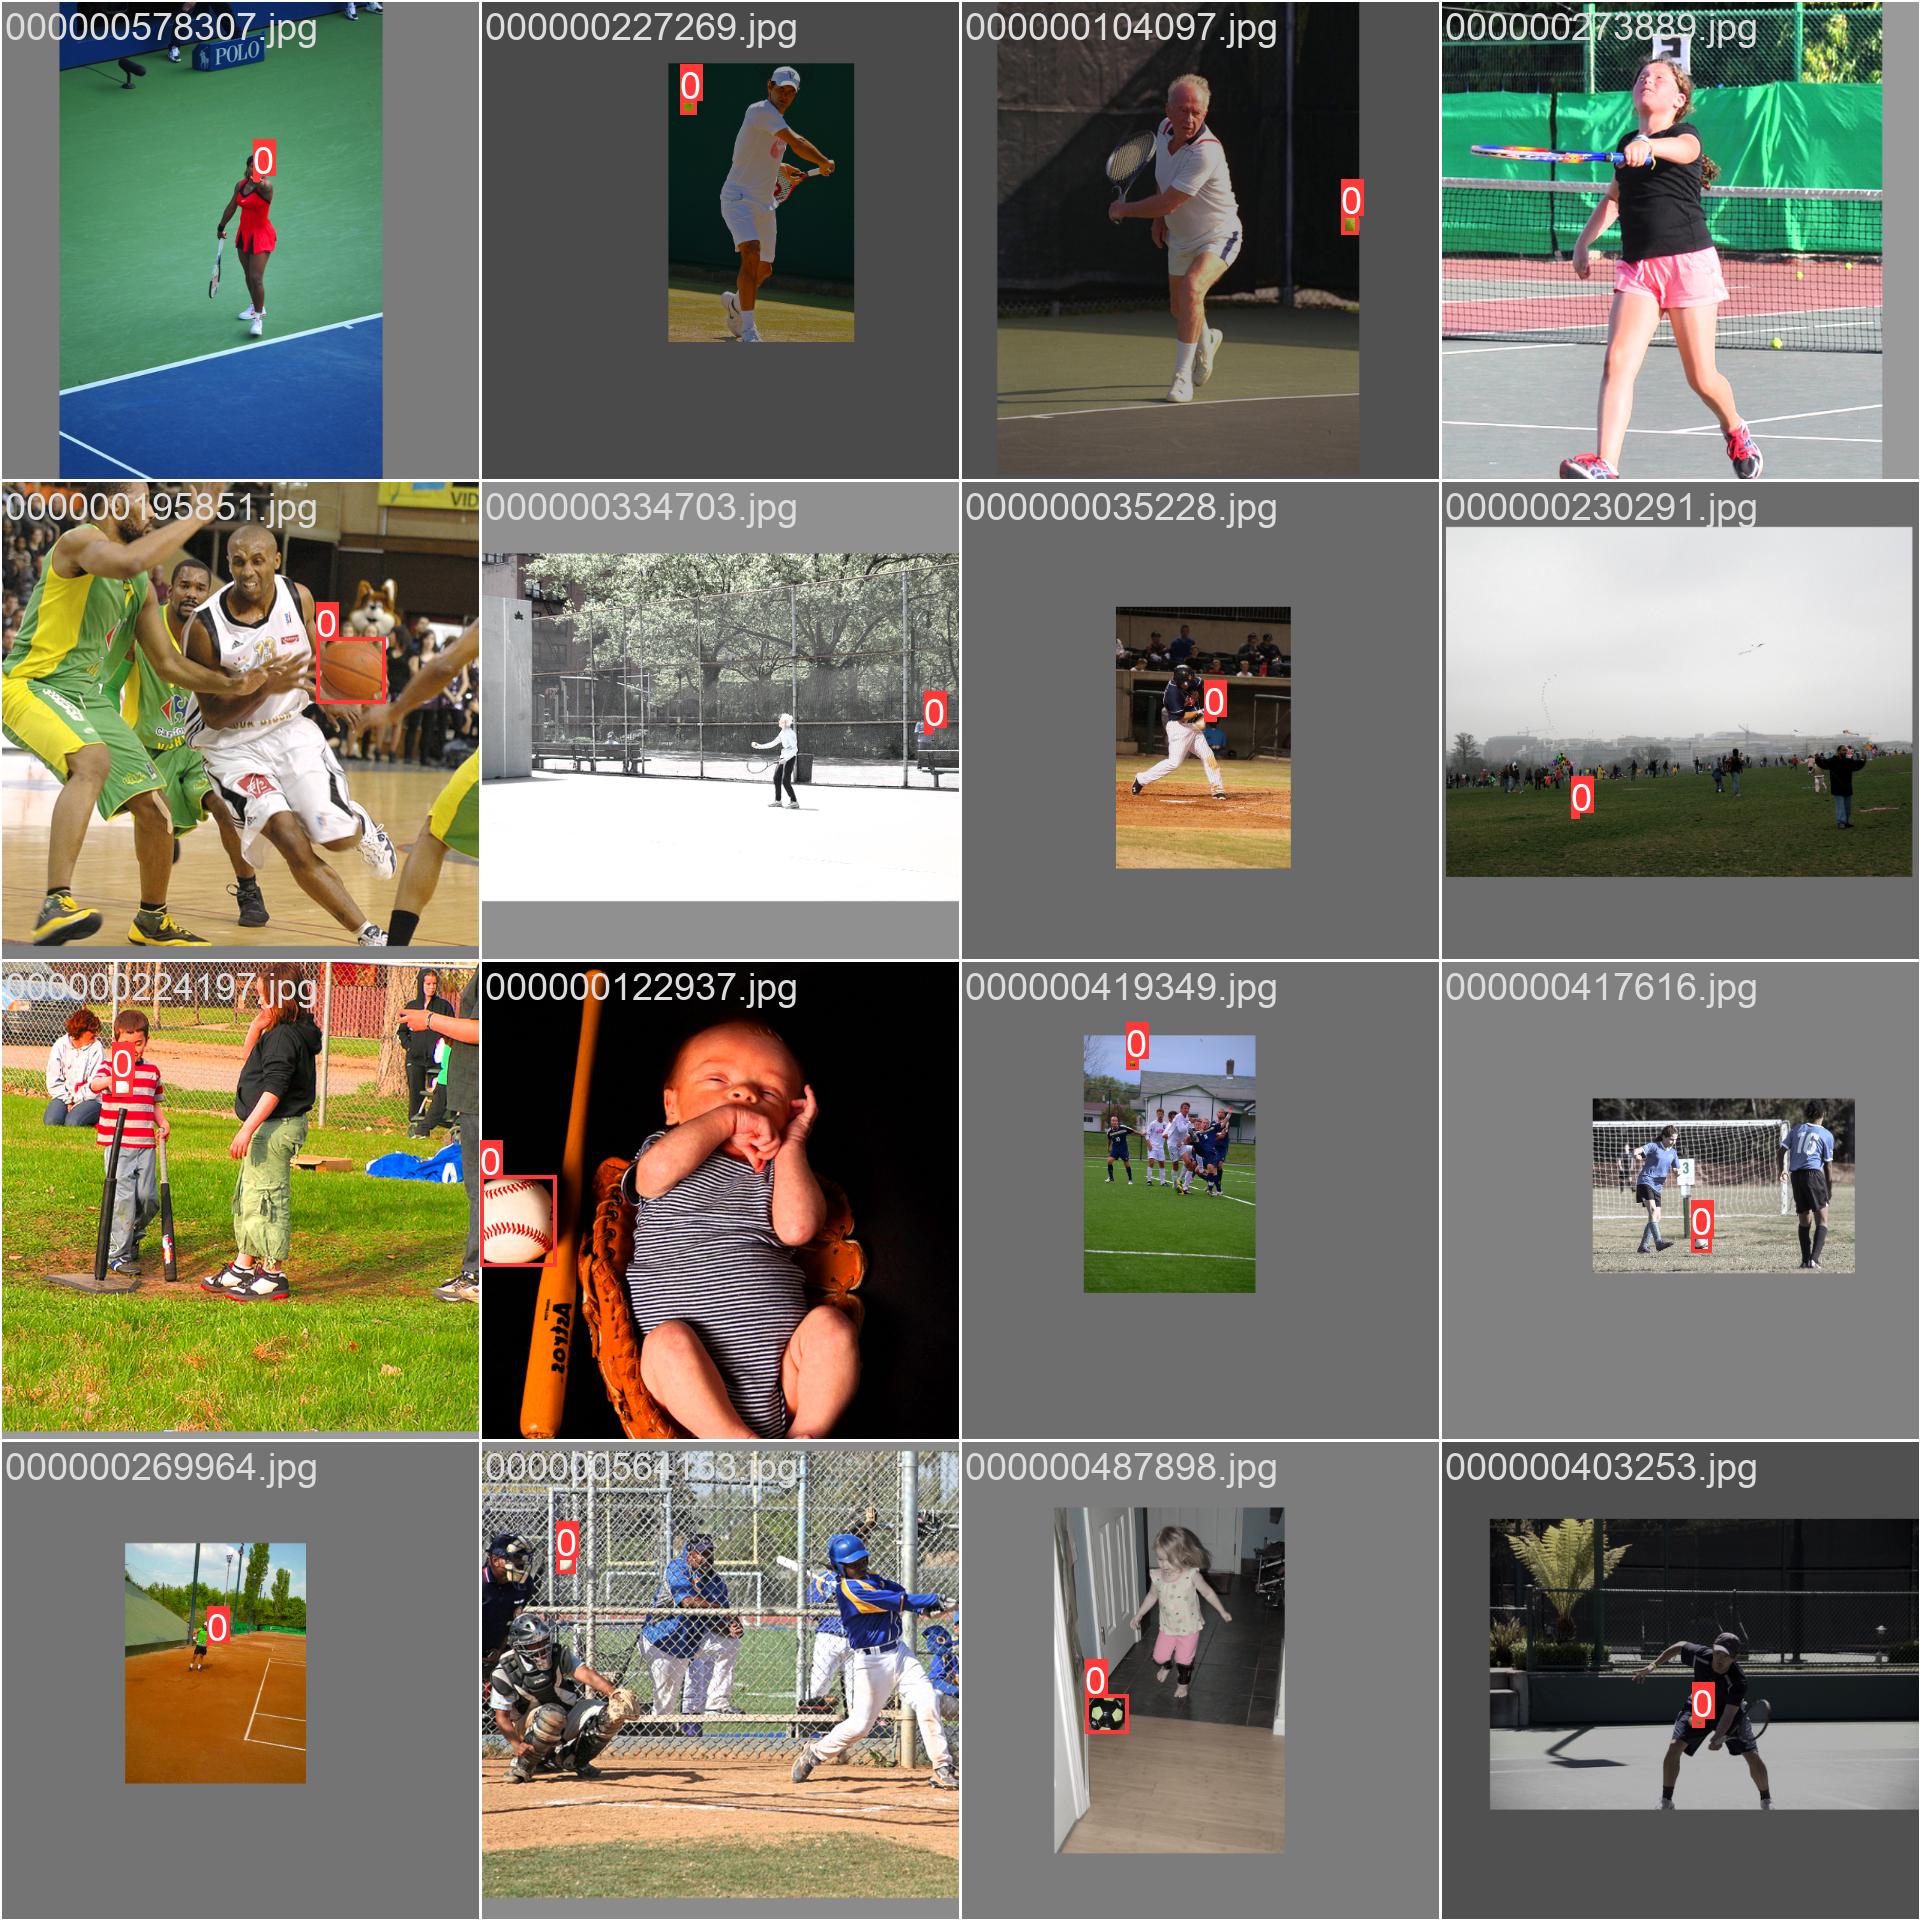 000000578307.jpg
POLO
0
000000227269.jpg
0
000000104097.jpg
0
000000273889.jpg
000000195851.jpg
VID
0
000000334703.jpg
0
000000035228.jpg
0
000000230291.jpg
0
000000224197.jpg
0
000000122937.jpg
0
000000419349.jpg
0
000000417616.jpg
3
0
000000269964.jpg
0
000000564153.jpg
0
000000487898.jpg
0
000000403253.jpg
0